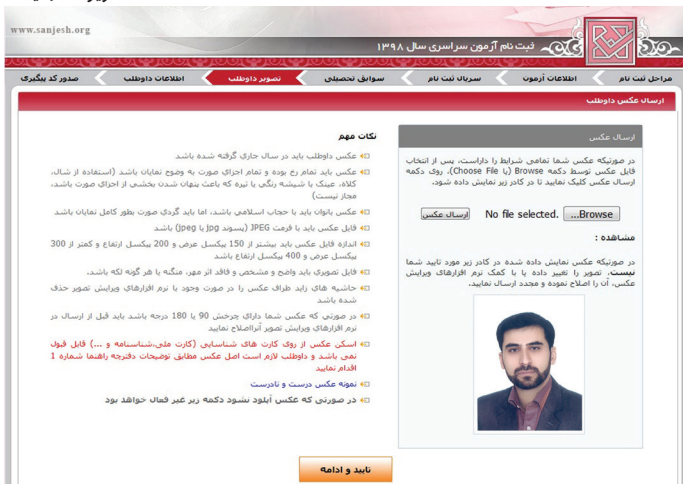 www.sanjesh.org
ثبت نام آزمون سراسری سال ۱۳۹۸
مراحل ثبت نام
اطلاعات آزمون
سریال ثبت نام
سوابق تحصیلی
تصویر داوطلب
اطلاعات داوطلب
صدور کد پیگیری
ارسال عکس داوطلب
ارسال عکس
در صورتیکه عکس شما تمامی شرایط را داراست، پس از انتخاب
فایل عکس توسط دکمه Browse (یا Choose File)، روی دکمه
ارسال عکس کلیک نمایید تا در کادر زیر نمایش داده شود.
Browse... No file selected. ارسال عکس
مشاهده :
در صورتیکه عکس نمایش داده شده در کادر زیر مورد تایید شما
نیست، تصویر را تغییر داده یا با کمک نرم افزارهای ویرایش
عکس، آن را اصلاح نموده و مجدد ارسال نمایید.
نکات مهم
عکس داوطلب باید در سال جاری گرفته شده باشد
عکس باید تمام رخ بوده و تمام اجزای صورت به وضوح نمایان باشد (استفاده از شال،
کلاه، عینک با شیشه رنگی یا تیره که باعث پنهان شدن بخشی از اجزای صورت باشد،
مجاز نیست)
عکس بانوان باید با حجاب اسلامی باشد، اما باید گردی صورت بطور کامل نمایان باشد
فایل عکس باید با فرمت JPEG (پسوند jpg یا jpeg) باشد
اندازه فایل عکس باید بیشتر از 150 پیکسل عرض و 200 پیکسل ارتفاع و کمتر از 300
پیکسل عرض و 400 پیکسل ارتفاع باشد
فایل تصویری باید واضح و مشخص و فاقد اثر مهر، منگنه یا هر گونه لکه باشد.
حاشیه های زاید طراف عکس را در صورت وجود با نرم افزارهای ویرایش تصویر حذف
شده باشد
در صورتی که عکس شما دارای چرخش 90 یا 180 درجه باشد باید قبل از ارسال در
نرم افزارهای ویرایش تصویر آنرااصلاح نمایید
اسکن عکس از روی کارت های شناسایی (کارت ملی،شناسنامه و ...) قابل قبول
نمی باشد و داوطلب لازم است اصل عکس مطابق توضیحات دفترچه راهنما شماره 1
اقدام نمایید
نمونه عکس درست و نادرست
در صورتی که عکس آپلود نشود دکمه زیر غیر فعال خواهد بود
تایید و ادامه